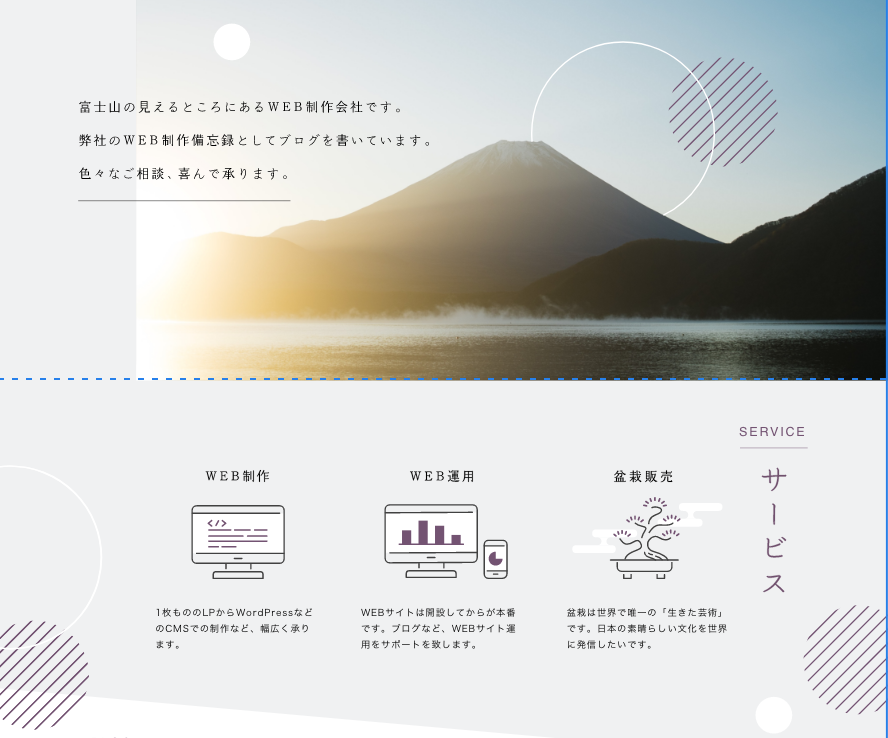 富士山の見えるところにあるWEB制作会社です。
弊社のWEB制作備忘録としてブログを書いています。
色々なご相談、喜んで承ります。
SERVICE
サービス
WEB制作
</>
1枚もののLPからWordPressなど
のCMSでの制作など、幅広く承り
ます。
WEB運用
WEBサイトは開設してからが本番
です。ブログなど、WEBサイト運
用をサポートを致します。
盆栽販売
盆栽は世界で唯一の「生きた芸術」
です。日本の素晴らしい文化を世界
に発信したいです。